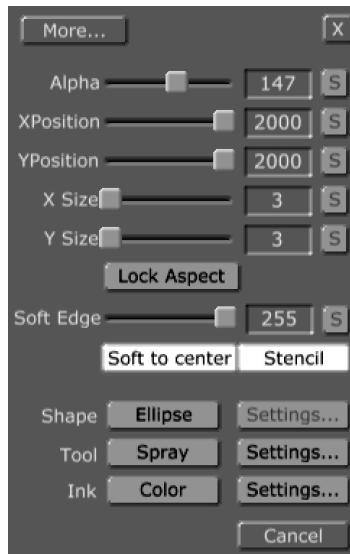 More... X
Alpha 147 S
XPosition 2000 S
YPosition 2000 S
X Size 3 S
Y Size 3 S
Lock Aspect
Soft Edge 255 S
Soft to center Stencil
Shape Ellipse Settings...
Tool Spray Settings...
Ink Color Settings...
Cancel